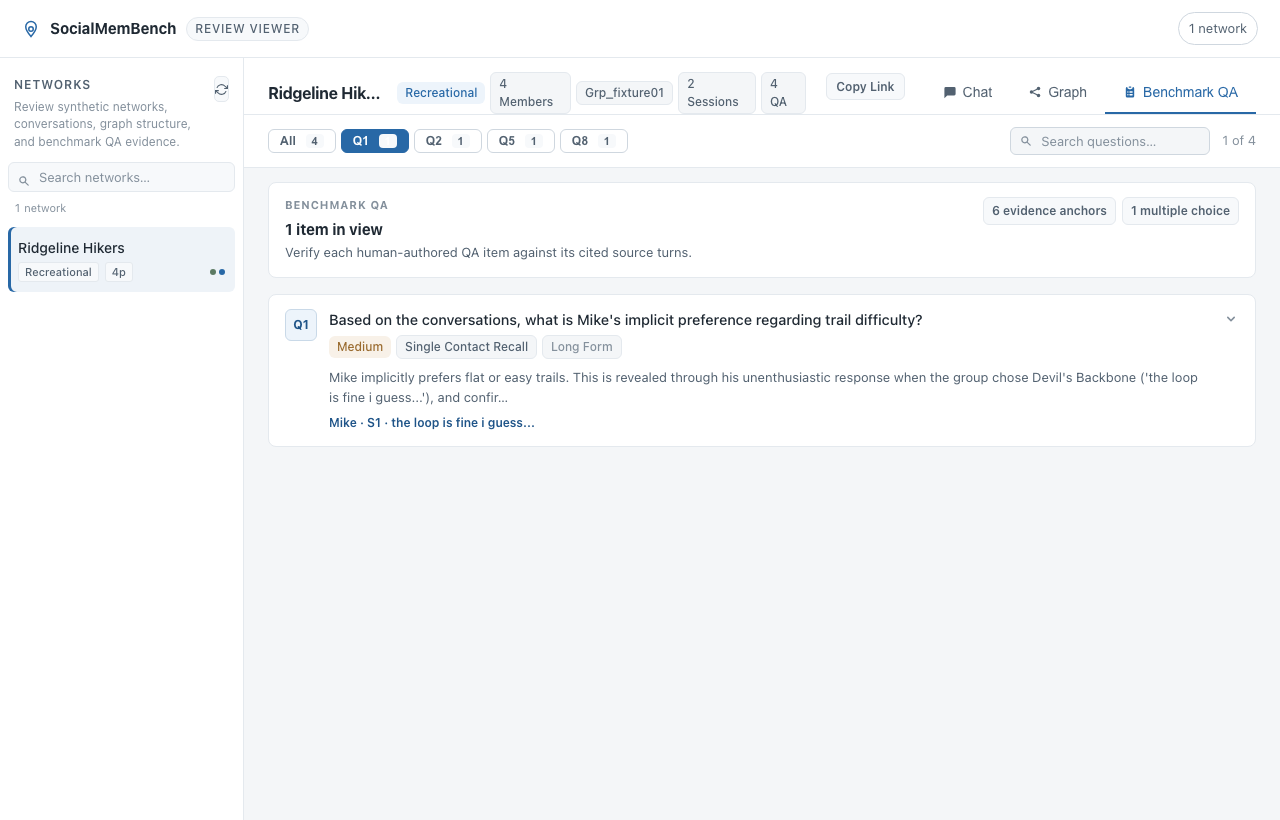 SocialMemBench REVIEW VIEWER
1 network
NETWORKS
Review synthetic networks,
conversations, graph structure,
and benchmark QA evidence.
Search networks...
1 network
Ridgeline Hikers
Recreational 4p
Ridgeline Hik... Recreational 4 Members Grp_fixture01 2 Sessions 4 QA Copy Link Chat Graph Benchmark QA
All 4 Q1 Q2 1 Q5 1 Q8 1 Search questions... 1 of 4
BENCHMARK QA
1 item in view
Verify each human-authored QA item against its cited source turns.
6 evidence anchors 1 multiple choice
Q1 Based on the conversations, what is Mike's implicit preference regarding trail difficulty?
Medium Single Contact Recall Long Form
Mike implicitly prefers flat or easy trails. This is revealed through his unenthusiastic response when the group chose Devil's Backbone ('the loop
is fine i guess...'), and confir...
Mike · S1 · the loop is fine i guess...